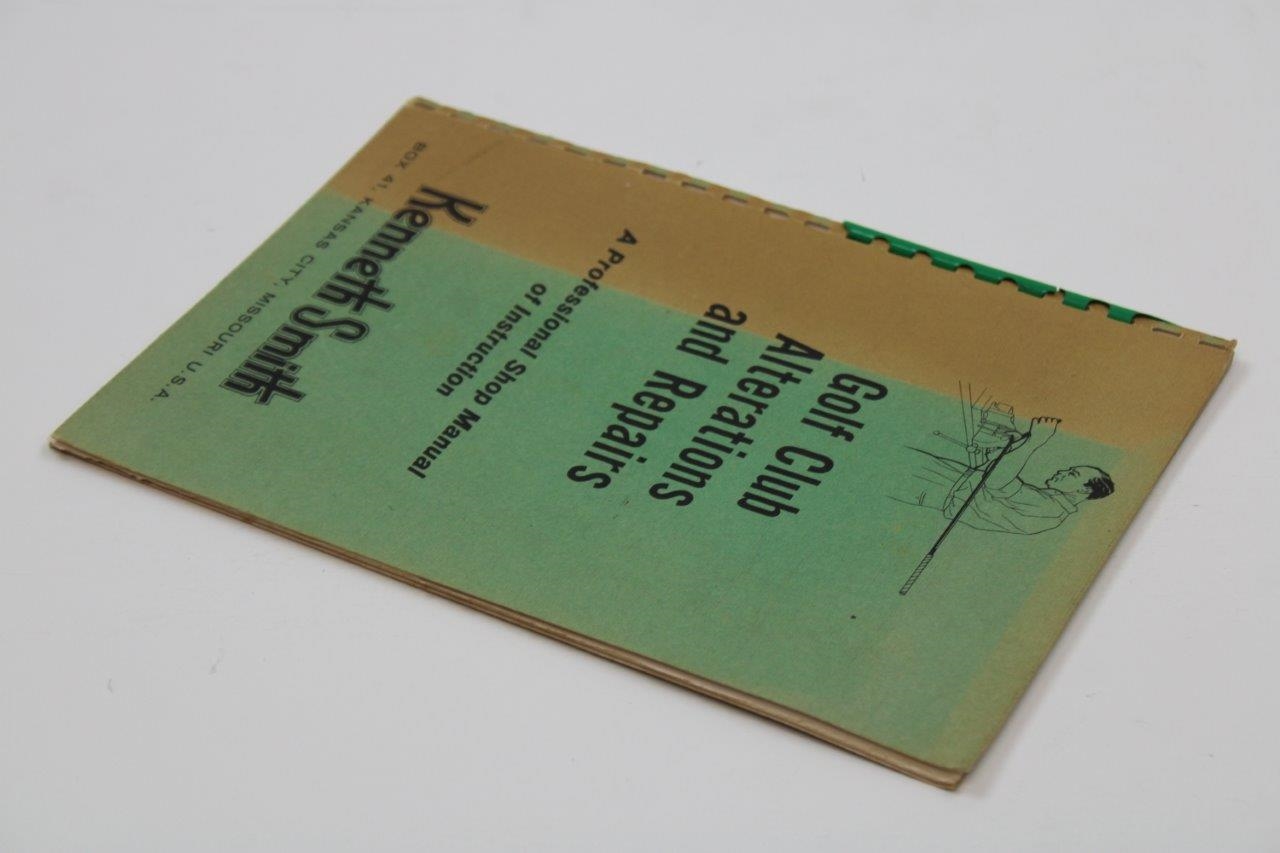 Golf Club
Alterations
and Repairs
A Professional Shop Manual
of Instruction
Kenneth Smith
BOX 41, KANSAS CITY, MISSOURI U.S.A.